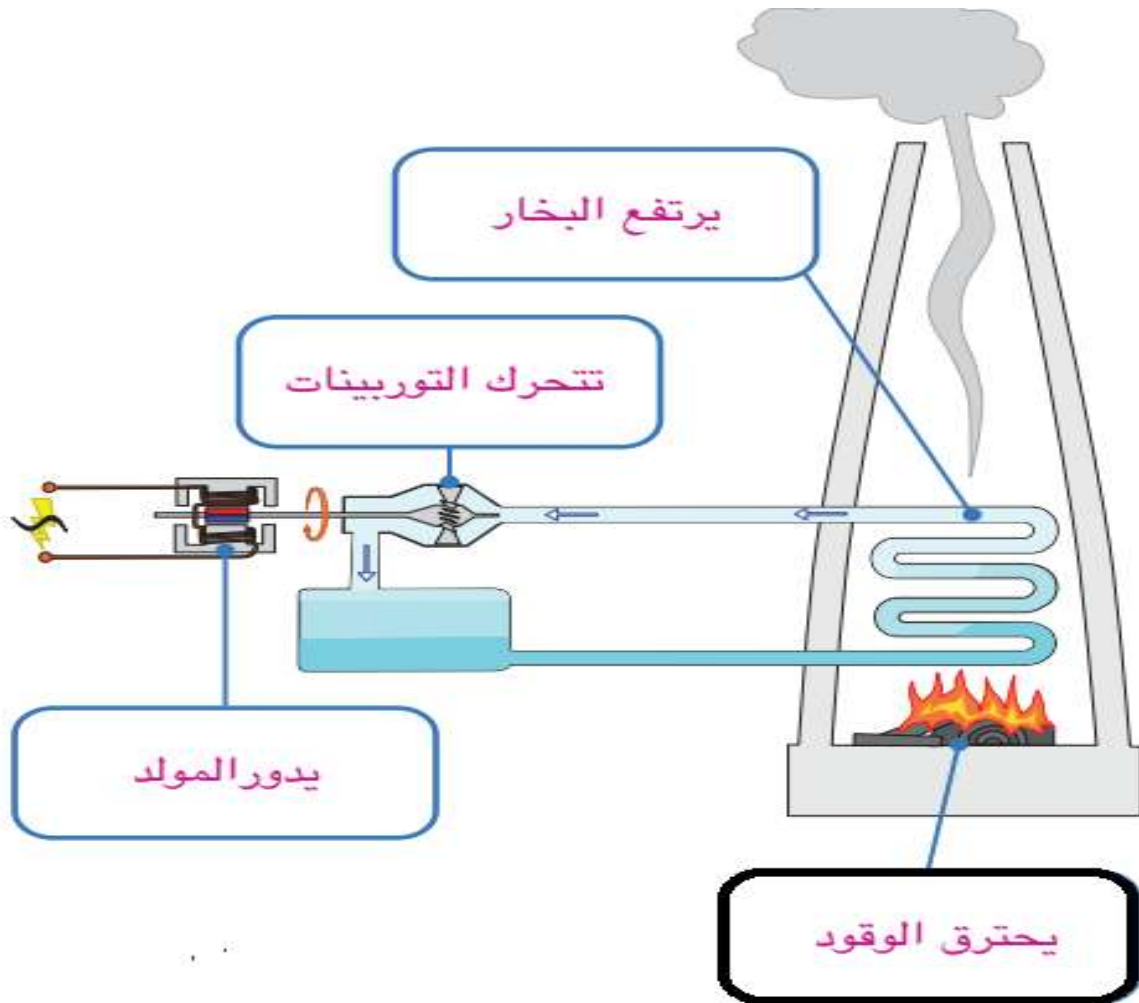 يرتفع البخار
تتحرك التوربينات
يدورالمولد
يحترق الوقود